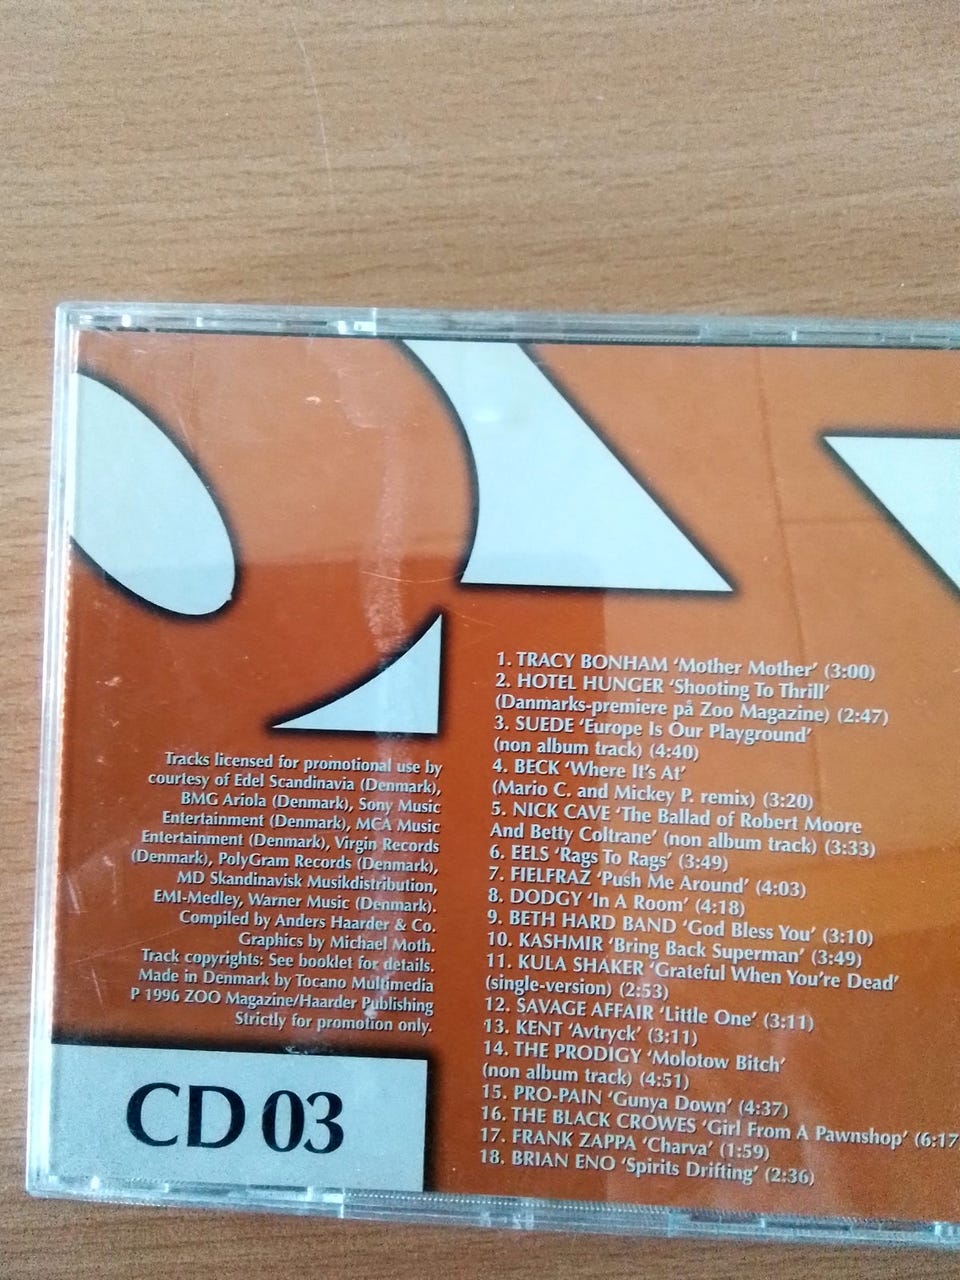 1. TRACY BONHAM 'Mother Mother' (3:00)
2. HOTEL HUNGER 'Shooting To Thrill'
(Danmarks-premiere på Zoo Magazine) (2:47)
3. SUEDE 'Europe Is Our Playground'
(non album track) (4:40)
4. BECK 'Where It's At'
(Mario C. and Mickey P. remix) (3:20)
5. NICK CAVE 'The Ballad of Robert Moore
And Betty Coltrane' (non album track) (3:33)
6. EELS 'Rags To Rags' (3:49)
7. FIELFRAZ 'Push Me Around' (4:03)
8. DODGY 'In A Room' (4:18)
9. BETH HARD BAND 'God Bless You' (3:10)
10. KASHMIR 'Bring Back Superman' (3:49)
11. KULA SHAKER 'Grateful When You're Dead'
(single-version) (2:53)
12. SAVAGE AFFAIR 'Little One' (3:11)
13. KENT 'Avtryck' (3:11)
14. THE PRODIGY 'Molotow Bitch'
(non album track) (4:51)
15. PRO-PAIN 'Gunya Down' (4:37)
16. THE BLACK CROWES 'Girl From A Pawnshop' (6:17
17. FRANK ZAPPA 'Charva' (1:59)
18. BRIAN ENO 'Spirits Drifting' (2:36)
Tracks licensed for promotional use by
courtesy of Edel Scandinavia (Denmark),
BMG Ariola (Denmark), Sony Music
Entertainment (Denmark), MCA Music
Entertainment (Denmark), Virgin Records
(Denmark), PolyGram Records (Denmark),
MD Skandinavisk Musikdistribution,
EMI-Medley, Warner Music (Denmark).
Compiled by Anders Haarder & Co.
Graphics by Michael Moth.
Track copyrights: See booklet for details.
Made in Denmark by Tocano Multimedia
P 1996 ZOO Magazine/Haarder Publishing
Strictly for promotion only.
CD 03